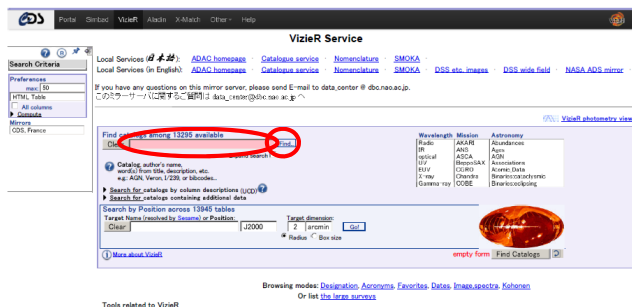 CDS Portal Simbad VizieR Aladin X-Match Other Help
VizieR Service
Search Criteria
Preferences
max: 50
HTML Table
All columns
Compute
Mirrors
CDS, France
Local Services (日本語): ADAC homepage · Catalogue service · Nomenclature · SMOKA
Local Services (in English): ADAC homepage · Catalogue service · Nomenclature · SMOKA · DSS etc. images · DSS wide field · NASA ADS mirror
If you have any questions on this mirror server, please send E-mail to data_center @ dbc.nao.ac.jp.
このミラーサーバに関するご質問は data_center@dbc.nao.ac.jp へ
VizieR photometry view
Find catalogs among 13295 available
Clear Find...
search
Catalog, author's name,
word(s) from title, description, etc.
e.g.: AGN, Veron, I/239, or bibcodes...
Search for catalogs by column descriptions (UCD)
Search for catalogs containing additional data
Wavelength Mission Astronomy
Radio AKARI Abundances
IR ANS Ages
optical ASCA AGN
UV BeppoSAX Associations
EUV CGRO Atomic_Data
X-ray Chandra Binaries:cataclysmic
Gamma-ray COBE Binaries:eclipsing
Search by Position across 13945 tables
Target Name (resolved by Sesame) or Position: Target dimension:
Clear J2000 2 arcmin Go!
Radius Box size
More about VizieR
empty form Find Catalogs
Browsing modes: Designation, Acronyms, Favorites, Dates, Image,spectra, Kohonen
Or list the large surveys
Tools related to VizieR